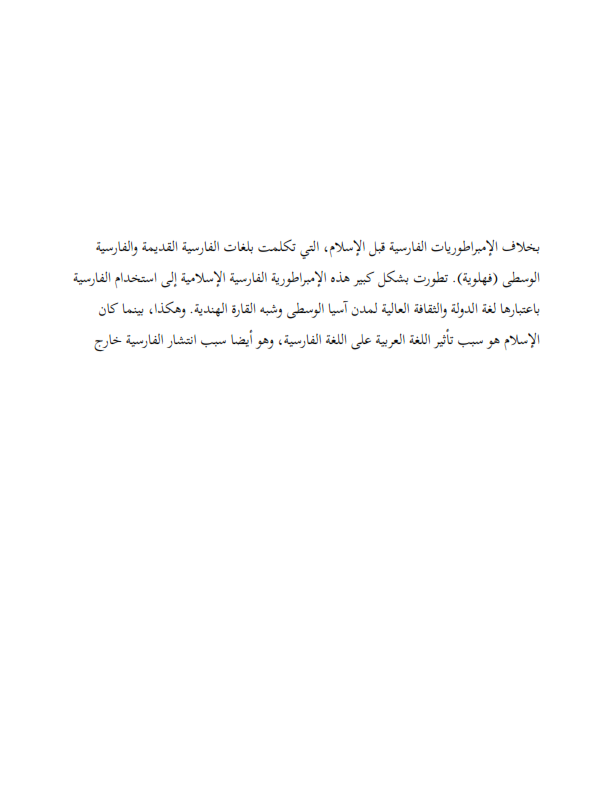 بخلاف الإمبراطوريات الفارسية قبل الإسلام، التي تكلمت بلغات الفارسية القديمة والفارسية
الوسطى (فهلوية). تطورت بشكل كبير هذه الإمبراطورية الفارسية الإسلامية إلى استخدام الفارسية
باعتبارها لغة الدولة والثقافة العالية لمدن آسيا الوسطى وشبه القارة الهندية. وهكذا، بينما كان
الإسلام هو سبب تأثير اللغة العربية على اللغة الفارسية، وهو أيضا سبب انتشار الفارسية خارج